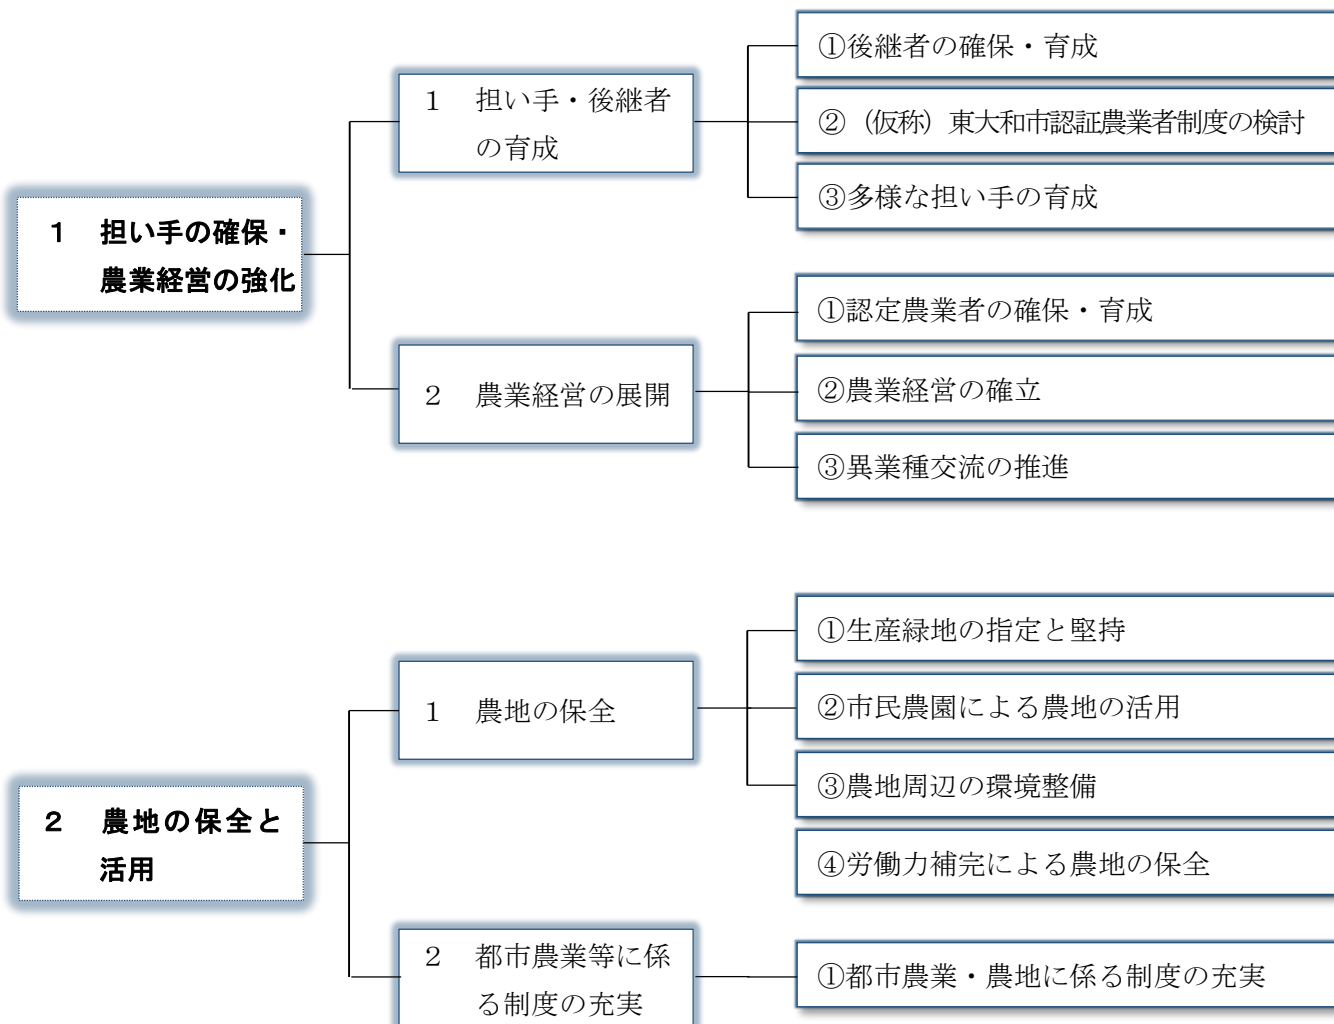 1 担い手の確保・
農業経営の強化
1 担い手・後継者
の育成
①後継者の確保・育成
②（仮称）東大和市認証農業者制度の検討
③多様な担い手の育成
2 農業経営の展開
①認定農業者の確保・育成
②農業経営の確立
③異業種交流の推進
2 農地の保全と
活用
1 農地の保全
①生産緑地の指定と堅持
②市民農園による農地の活用
③農地周辺の環境整備
④労働力補完による農地の保全
2 都市農業等に係
る制度の充実
①都市農業・農地に係る制度の充実